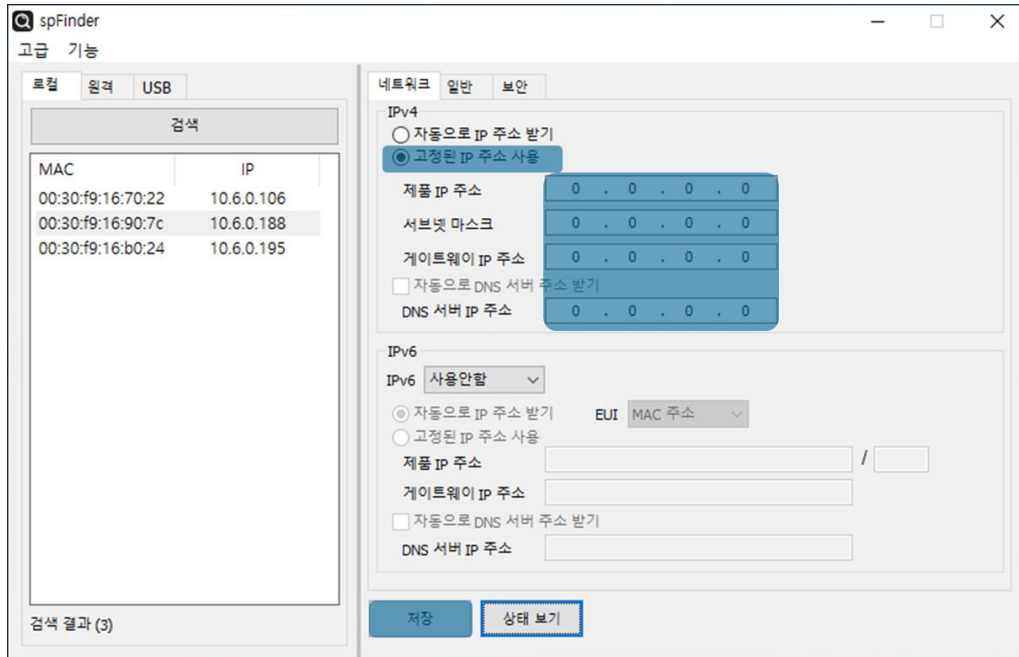 spFinder
고급 기능
로컬 원격 USB
검색
MAC IP
00:30:f9:16:70:22 10.6.0.106
00:30:f9:16:90:7c 10.6.0.188
00:30:f9:16:b0:24 10.6.0.195
검색 결과 (3)
네트워크 일반 보안
IPv4
자동으로 IP 주소 받기
고정된 IP 주소 사용
제품 IP 주소 0 . 0 . 0 . 0
서브넷 마스크 0 . 0 . 0 . 0
게이트웨이 IP 주소 0 . 0 . 0 . 0
자동으로 DNS 서버 주소 받기
DNS 서버 IP 주소 0 . 0 . 0 . 0
IPv6
IPv6 사용안함
자동으로 IP 주소 받기 EUI MAC 주소
고정된 IP 주소 사용
제품 IP 주소 /
게이트웨이 IP 주소
자동으로 DNS 서버 주소 받기
DNS 서버 IP 주소
저장 상태 보기